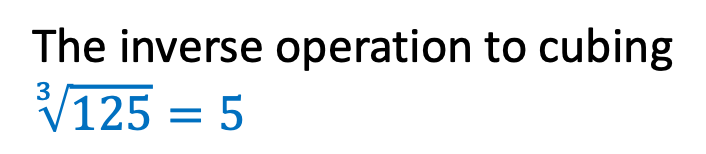 The inverse operation to cubing
∛125 = 5